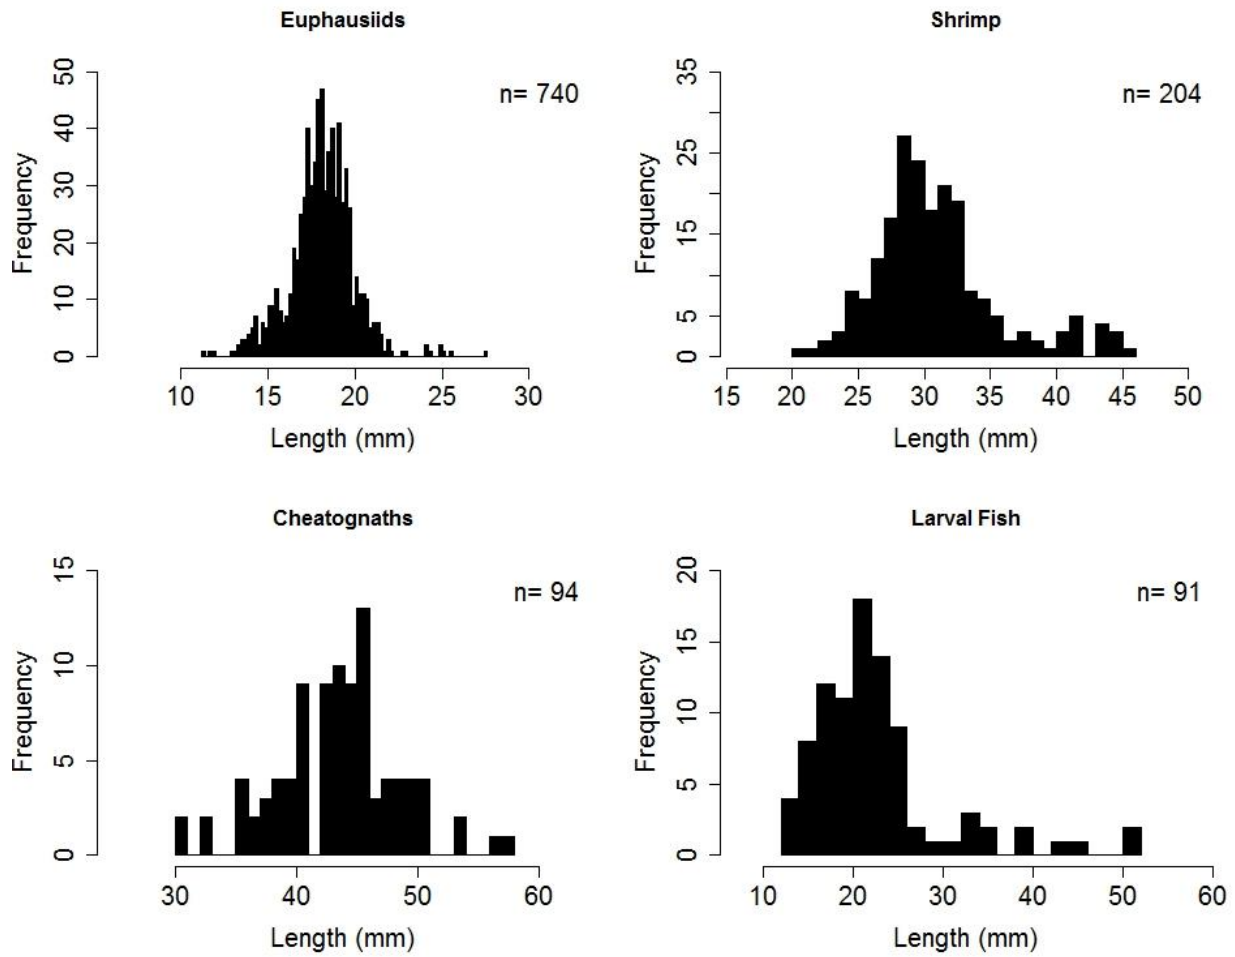 Euphausiids
n= 740
Frequency
50
40
30
20
10
0
10 15 20 25 30
Length (mm)
Shrimp
n= 204
Frequency
35
25
15
5
0
15 20 25 30 35 40 45 50
Length (mm)
Cheatognaths
n= 94
Frequency
15
10
5
0
30 40 50 60
Length (mm)
Larval Fish
n= 91
Frequency
20
15
10
5
0
10 20 30 40 50 60
Length (mm)